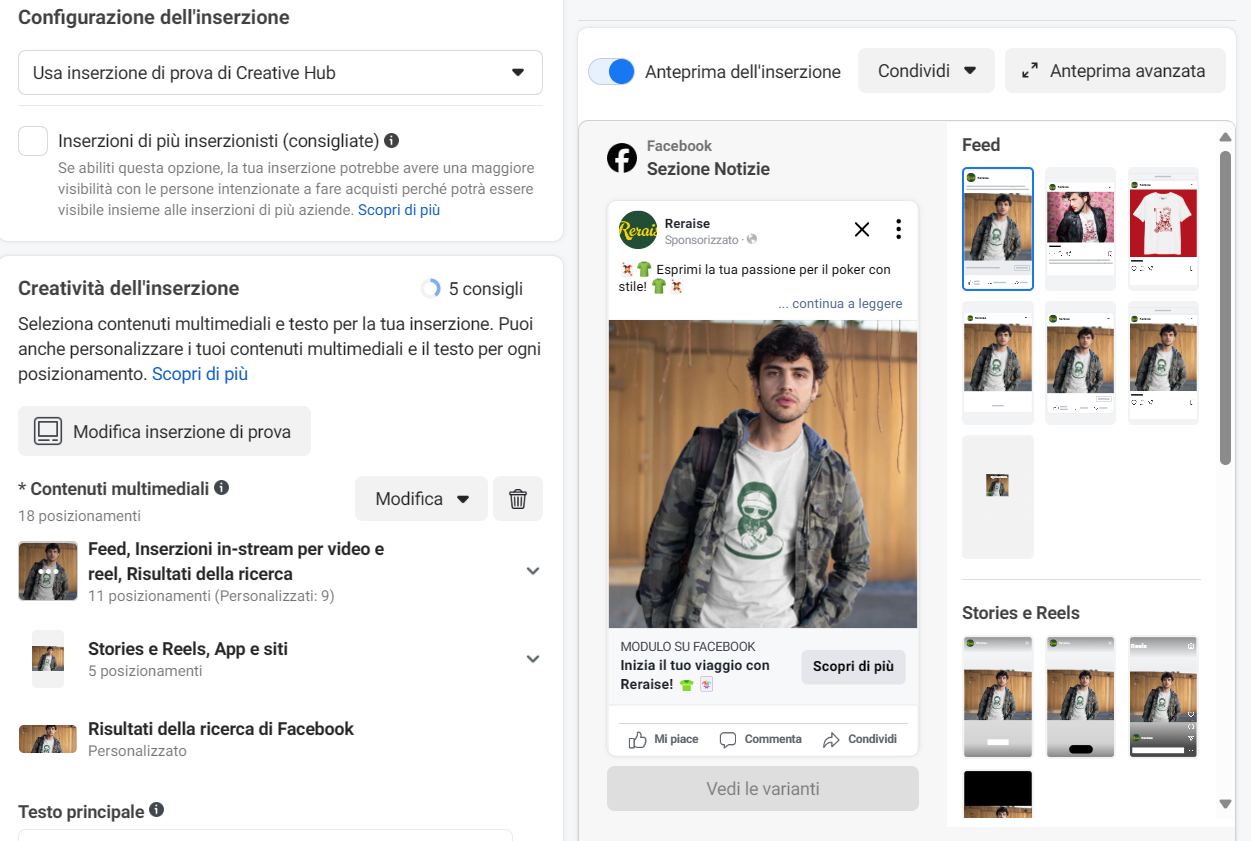 Configurazione dell'inserzione
Usa inserzione di prova di Creative Hub
Inserzioni di più inserzionisti (consigliate)
Se abiliti questa opzione, la tua inserzione potrebbe avere una maggiore
visibilità con le persone intenzionate a fare acquisti perché potrà essere
visibile insieme alle inserzioni di più aziende. Scopri di più
Creatività dell'inserzione
5 consigli
Seleziona contenuti multimediali e testo per la tua inserzione. Puoi
anche personalizzare i tuoi contenuti multimediali e il testo per ogni
posizionamento. Scopri di più
Modifica inserzione di prova
* Contenuti multimediali
18 posizionamenti
Modifica
Feed, Inserzioni in-stream per video e
reel, Risultati della ricerca
11 posizionamenti (Personalizzati: 9)
Stories e Reels, App e siti
5 posizionamenti
Risultati della ricerca di Facebook
Personalizzato
Testo principale
Anteprima dell'inserzione
Condividi
Anteprima avanzata
Facebook
Sezione Notizie
Reraise
Sponsorizzato ·
Esprimi la tua passione per il poker con
stile!
... continua a leggere
MODULO SU FACEBOOK
Inizia il tuo viaggio con
Reraise!
Scopri di più
Mi piace
Commenta
Condividi
Vedi le varianti
Feed
Stories e Reels
Reels